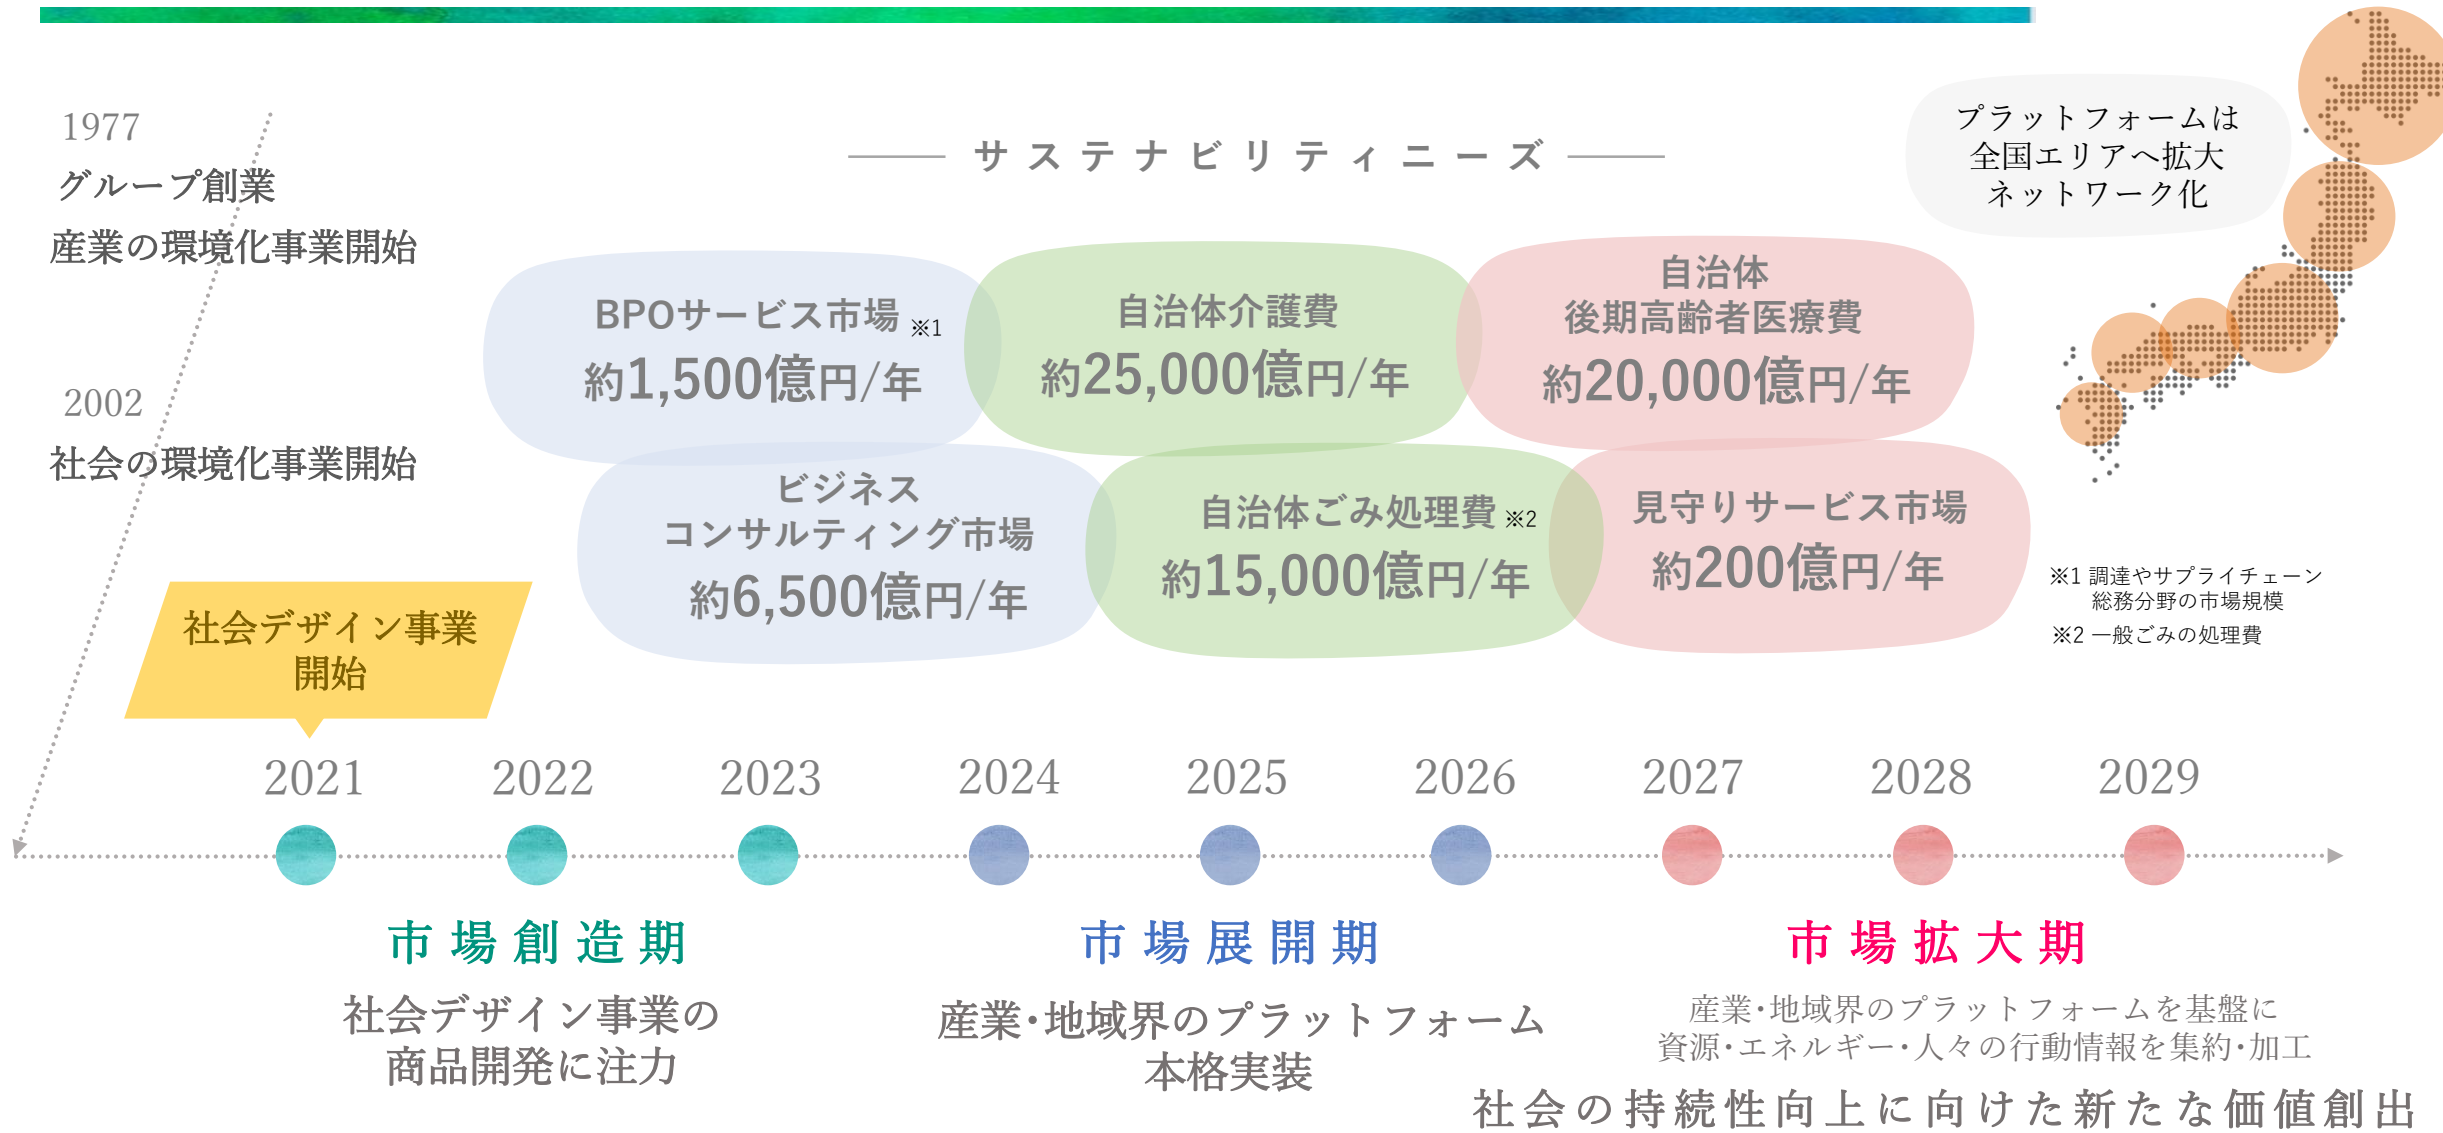 1977
グループ創業
産業の環境化事業開始
2002
社会の環境化事業開始
社会デザイン事業
開始
サステナビリティニーズ
プラットフォームは
全国エリアへ拡大
ネットワーク化
BPOサービス市場 ※1
約1,500億円/年
自治体介護費
約25,000億円/年
自治体
後期高齢者医療費
約20,000億円/年
ビジネス
コンサルティング市場
約6,500億円/年
自治体ごみ処理費 ※2
約15,000億円/年
見守りサービス市場
約200億円/年
※1 調達やサプライチェーン
総務分野の市場規模
※2 一般ごみの処理費
2021 2022 2023 2024 2025 2026 2027 2028 2029
市場創造期
社会デザイン事業の
商品開発に注力
市場展開期
産業・地域界のプラットフォーム
本格実装
市場拡大期
産業・地域界のプラットフォームを基盤に
資源・エネルギー・人々の行動情報を集約・加工
社会の持続性向上に向けた新たな価値創出